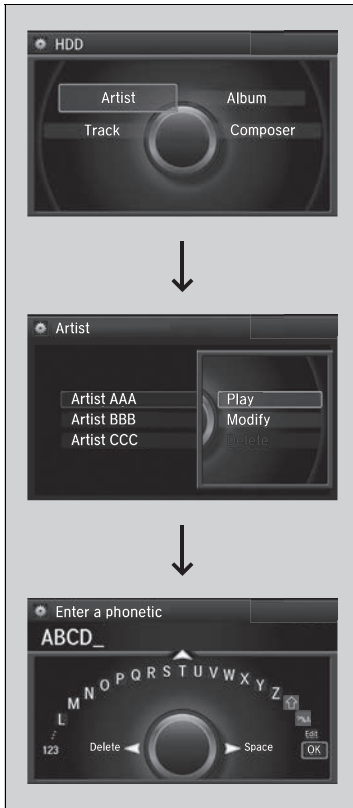 HDD
Artist Album
Track Composer
Artist
Artist AAA Play
Artist BBB Modify
Artist CCC Delete
Enter a phonetic
ABCD_
L M N O P Q R S T U V W X Y Z
123 Delete Space Edit
OK